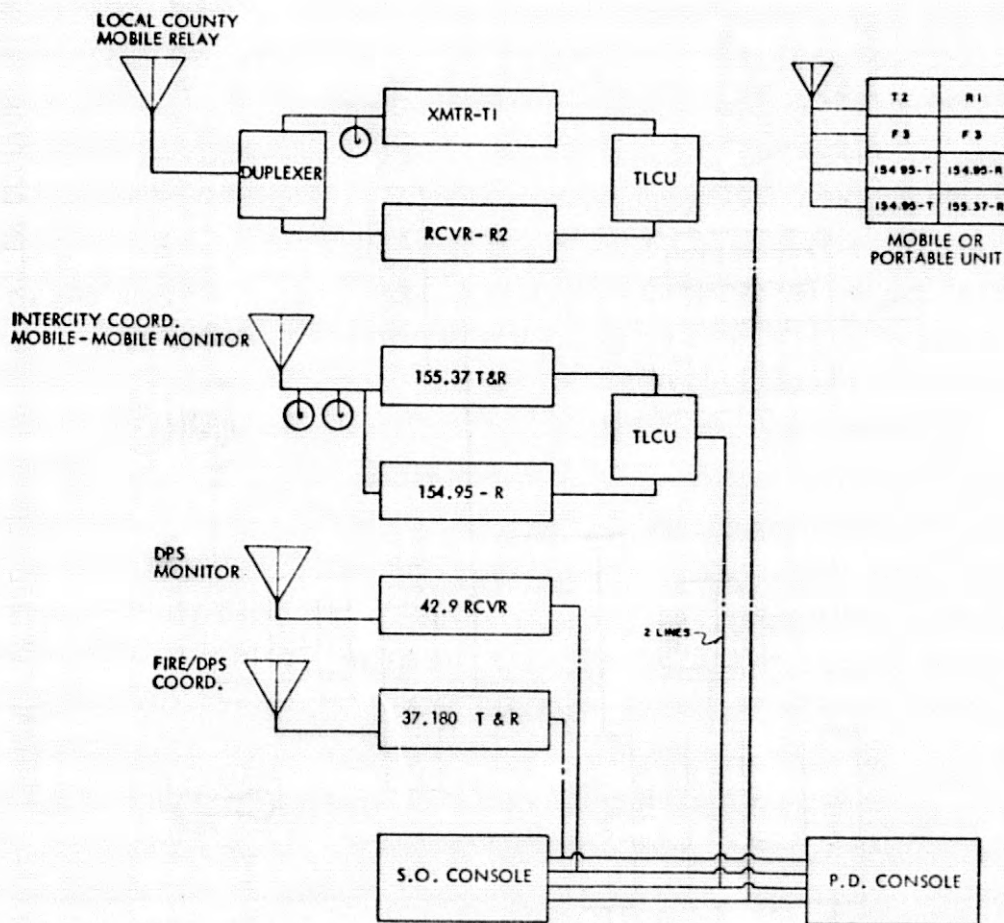 LOCAL COUNTY
MOBILE RELAY
XMTR-T1
DUPLEXER
TLCU
RCVR-R2
T2 R1
F3 F3
154.95-T 154.95-R
154.95-T 155.37-R
MOBILE OR
PORTABLE UNIT
INTERCITY COORD.
MOBILE-MOBILE MONITOR
155.37 T&R
TLCU
154.95 - R
DPS
MONITOR
42.9 RCVR
2 LINES
FIRE/DPS
COORD.
37.180 T & R
S.O. CONSOLE
P.D. CONSOLE